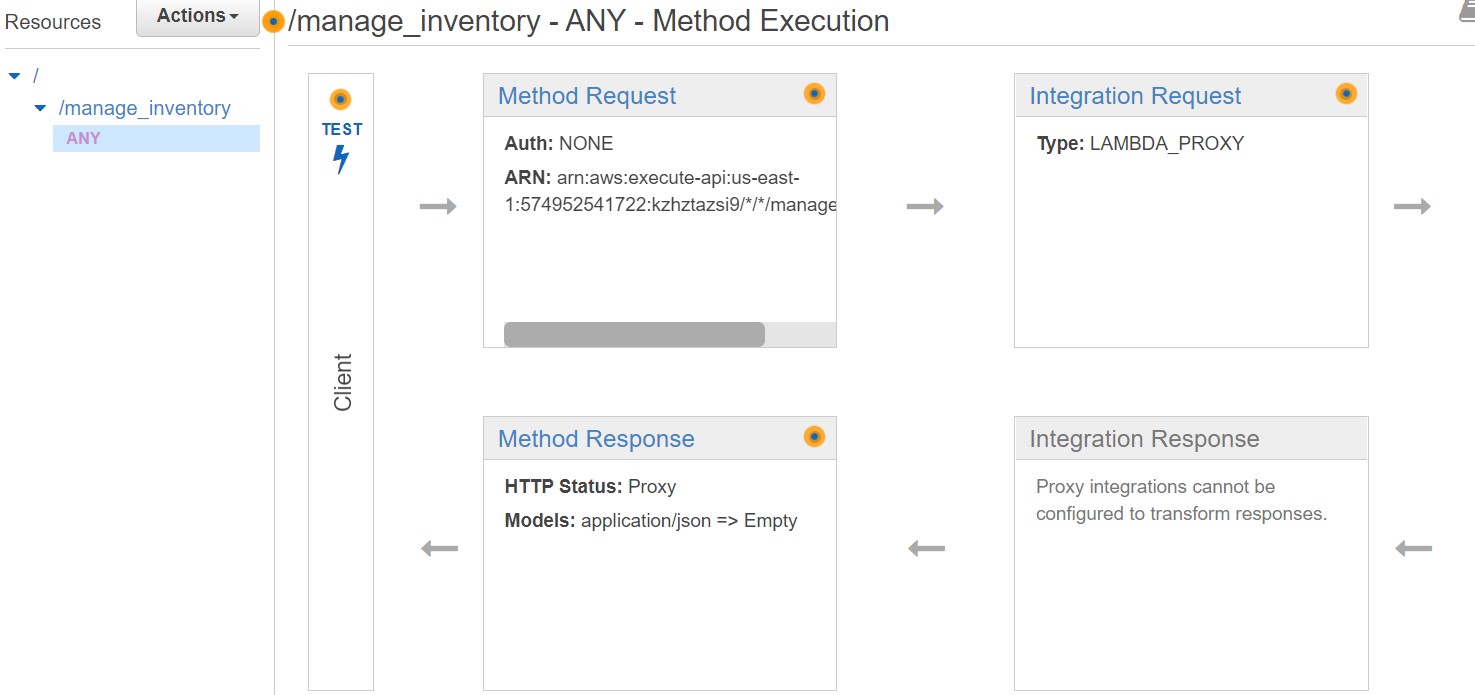 Resources
Actions
/manage_inventory - ANY - Method Execution
/
/manage_inventory
ANY
TEST
Client
Method Request
Auth: NONE
ARN: arn:aws:execute-api:us-east-
1:574952541722:kzhztazsi9/*/*/manage
Integration Request
Type: LAMBDA_PROXY
Method Response
HTTP Status: Proxy
Models: application/json => Empty
Integration Response
Proxy integrations cannot be
configured to transform responses.